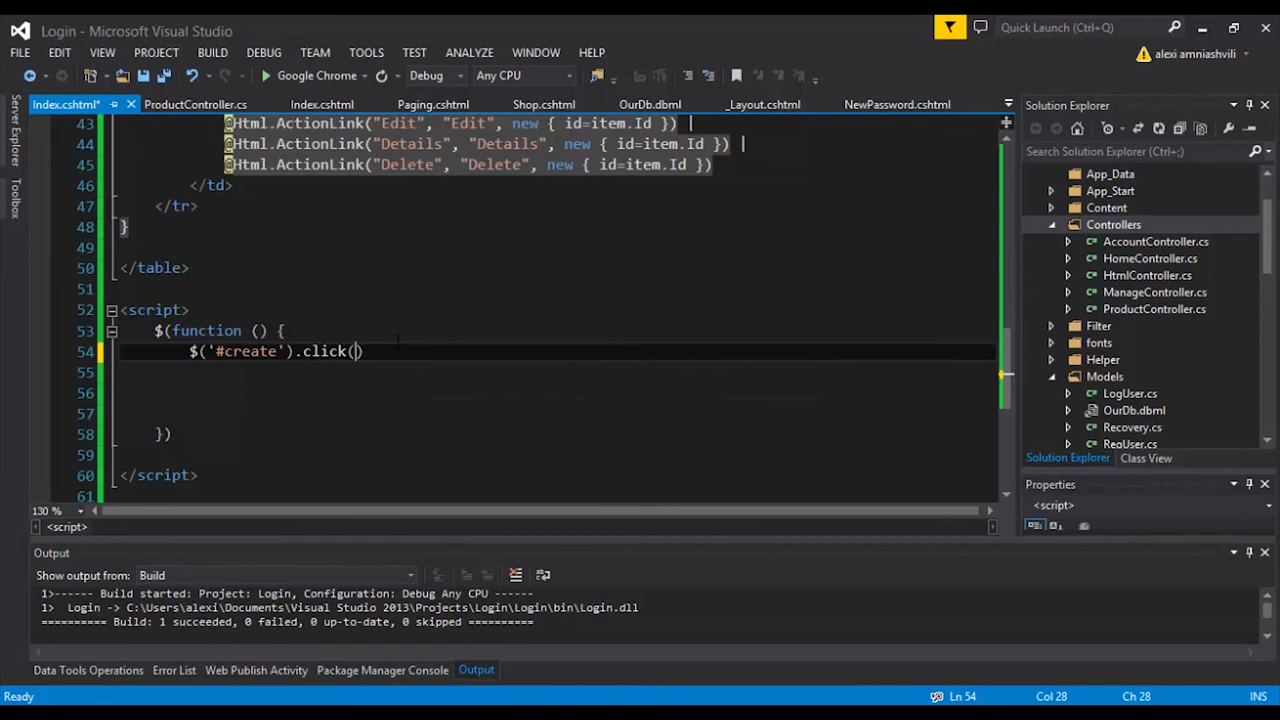 Login - Microsoft Visual Studio
Quick Launch (Ctrl+Q)
FILE EDIT VIEW PROJECT BUILD DEBUG TEAM TOOLS TEST ANALYZE WINDOW HELP
alexi amniashvili
Google Chrome Debug Any CPU
Index.cshtml* ProductController.cs Index.cshtml Paging.cshtml Shop.cshtml OurDb.dbml _Layout.cshtml NewPassword.cshtml
Server Explorer
Toolbox
43 @Html.ActionLink("Edit", "Edit", new { id=item.Id }) |
44 @Html.ActionLink("Details", "Details", new { id=item.Id }) |
45 @Html.ActionLink("Delete", "Delete", new { id=item.Id })
46 </td>
47 </tr>
48 }
49
50 </table>
51
52 <script>
53 $(function () {
54 $('#create').click()
55
56
57
58 })
59
60 </script>
61
130 %
<script>
Solution Explorer
Search Solution Explorer (Ctrl+;)
App_Data
App_Start
Content
Controllers
AccountController.cs
HomeController.cs
HtmlController.cs
ManageController.cs
ProductController.cs
Filter
fonts
Helper
Models
LogUser.cs
OurDb.dbml
Recovery.cs
RegUser.cs
Solution Explorer Class View
Properties
<script>
Output
Show output from: Build
1>------ Build started: Project: Login, Configuration: Debug Any CPU ------
1> Login -> C:\Users\alexi\Documents\Visual Studio 2013\Projects\Login\Login\bin\Login.dll
========== Build: 1 succeeded, 0 failed, 0 up-to-date, 0 skipped ==========
Data Tools Operations Error List Web Publish Activity Package Manager Console Output
Ready Ln 54 Col 28 Ch 28 INS